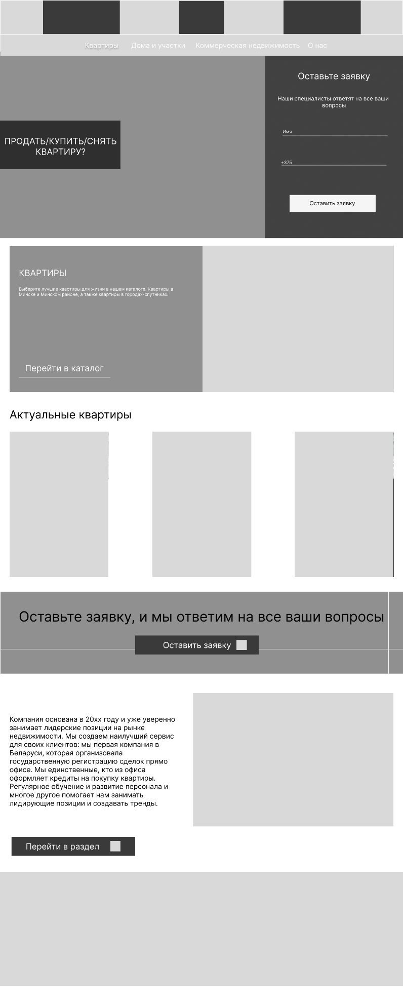 Квартиры Дома и участки Коммерческая недвижимость О нас
ПРОДАТЬ/КУПИТЬ/СНЯТЬ
КВАРТИРУ?
Оставьте заявку
Наши специалисты ответят на все ваши
вопросы
Имя
+375
Оставить заявку
КВАРТИРЫ
Выберите лучшие квартиры для жизни в нашем каталоге. Квартиры в
Минске и Минском районе, а также квартиры в городах-спутниках.
Перейти в каталог
Актуальные квартиры
Оставьте заявку, и мы ответим на все ваши вопросы
Оставить заявку
Компания основана в 20xx году и уже уверенно
занимает лидерские позиции на рынке
недвижимости. Мы создаем наилучший сервис
для своих клиентов: мы первая компания в
Беларуси, которая организовала
государственную регистрацию сделок прямо
офисе. Мы единственные, кто из офиса
оформляет кредиты на покупку квартиры.
Регулярное обучение и развитие персонала и
многое другое помогает нам занимать
лидирующие позиции и создавать тренды.
Перейти в раздел